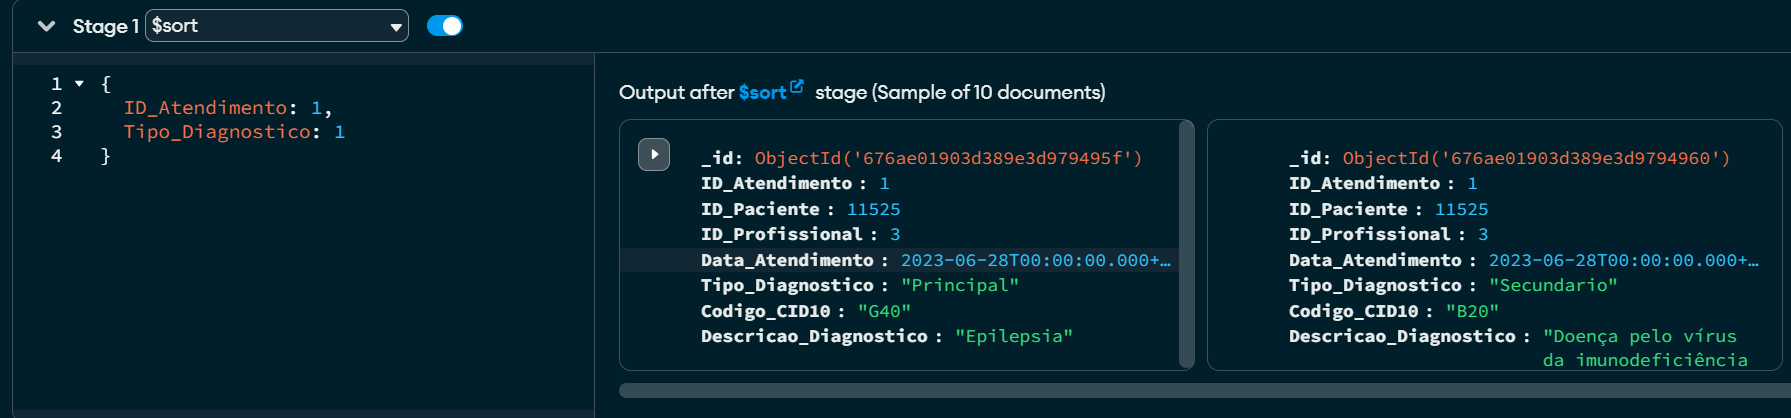 Stage 1 $sort
1 {
2 ID_Atendimento: 1,
3 Tipo_Diagnostico: 1
4 }
Output after $sort stage (Sample of 10 documents)
_id: ObjectId('676ae01903d389e3d979495f')
ID_Atendimento : 1
ID_Paciente : 11525
ID_Profissional : 3
Data_Atendimento : 2023-06-28T00:00:00.000+…
Tipo_Diagnostico : "Principal"
Codigo_CID10 : "G40"
Descricao_Diagnostico : "Epilepsia"
_id: ObjectId('676ae01903d389e3d9794960')
ID_Atendimento : 1
ID_Paciente : 11525
ID_Profissional : 3
Data_Atendimento : 2023-06-28T00:00:00.000+…
Tipo_Diagnostico : "Secundario"
Codigo_CID10 : "B20"
Descricao_Diagnostico : "Doença pelo vírus
da imunodeficiência